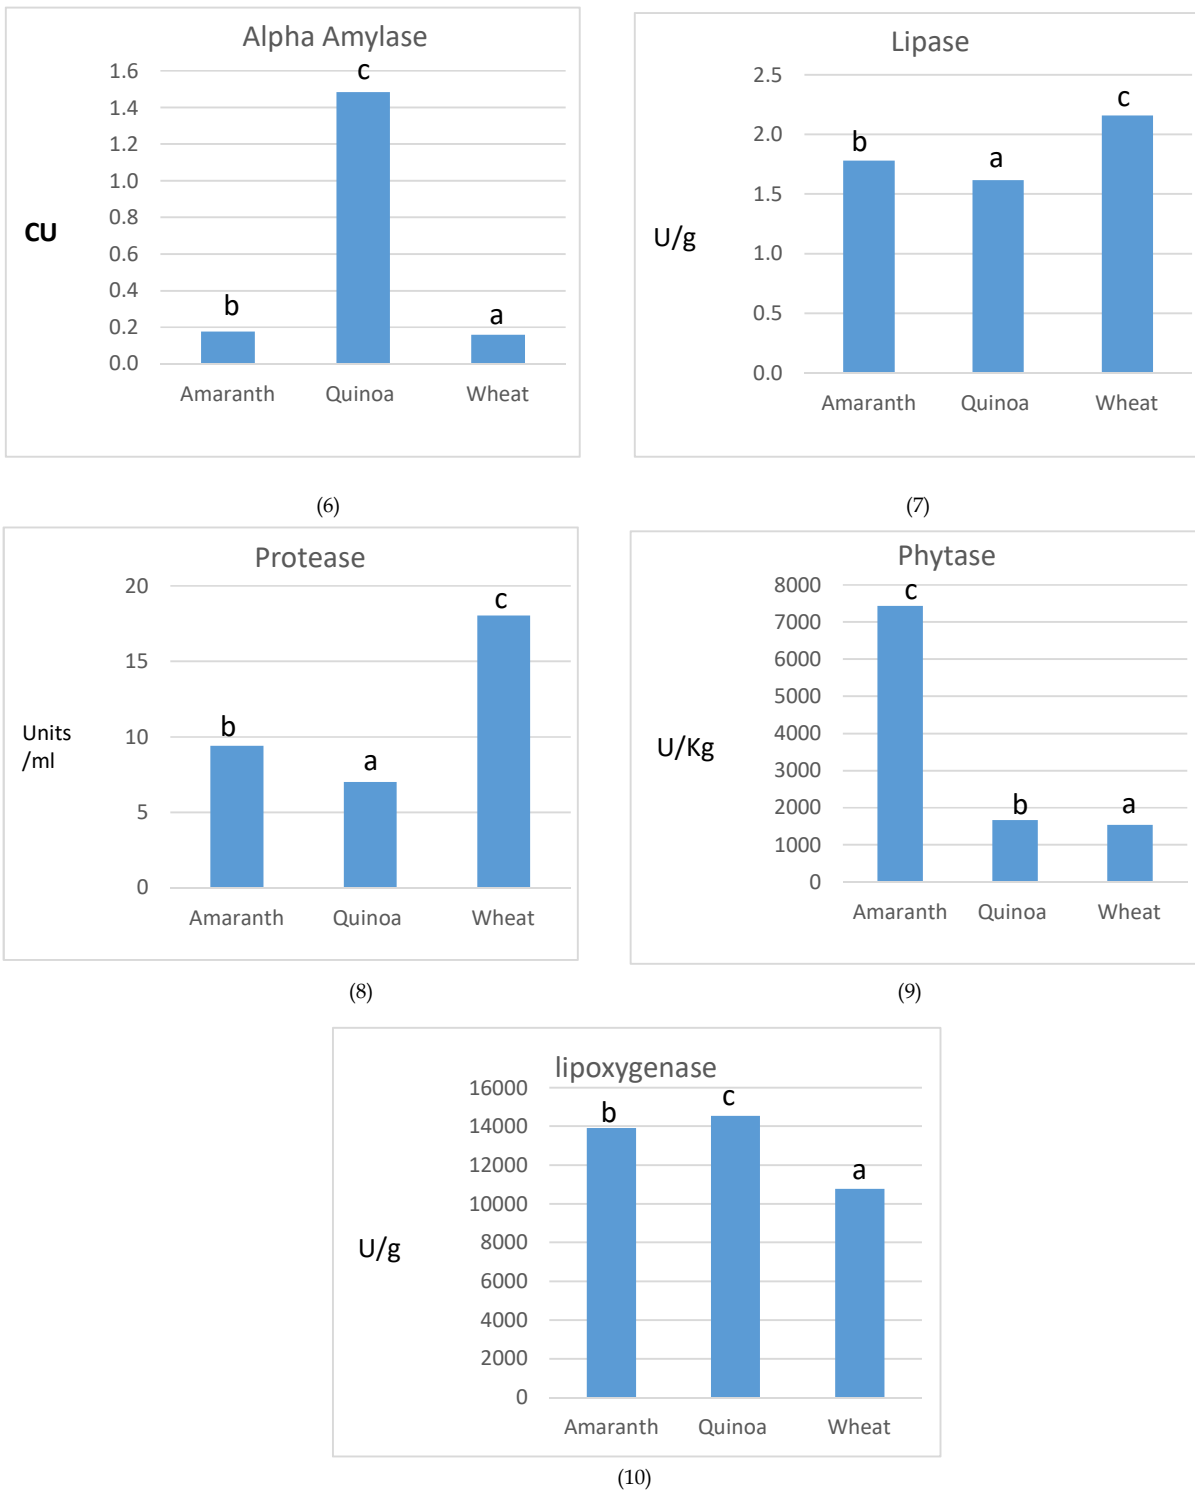 Alpha Amylase
1.6
1.4
1.2
1.0
0.8
0.6
0.4
0.2
0.0
CU
b
c
a
Amaranth Quinoa Wheat
(6)
Lipase
2.5
2.0
1.5
1.0
0.5
0.0
U/g
b
a
c
Amaranth Quinoa Wheat
(7)
Protease
20
15
10
5
0
Units
/ml
b
a
c
Amaranth Quinoa Wheat
(8)
Phytase
8000
7000
6000
5000
4000
3000
2000
1000
0
U/Kg
c
b
a
Amaranth Quinoa Wheat
(9)
lipoxygenase
16000
14000
12000
10000
8000
6000
4000
2000
0
U/g
b
c
a
Amaranth Quinoa Wheat
(10)